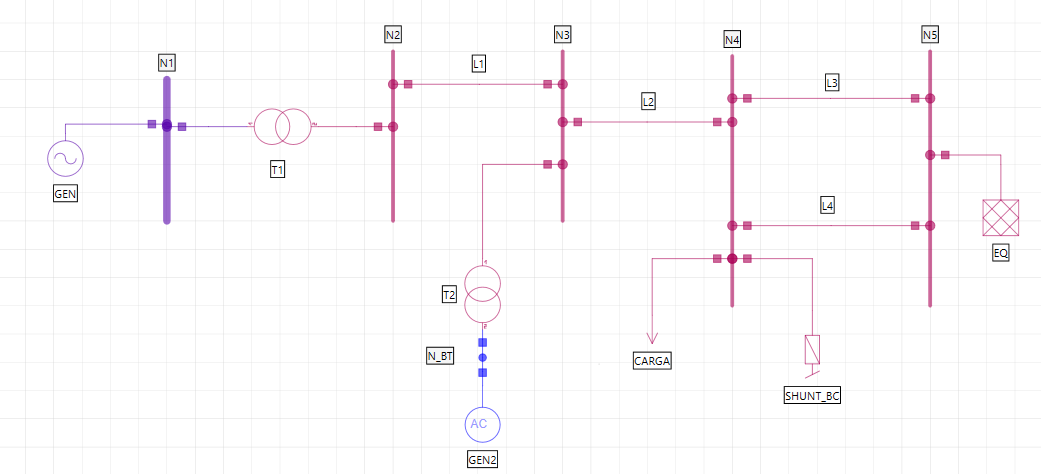 N2
N3
N4
N5
N1
L1
L3
L2
T1
GEN
L4
EQ
T2
N_BT
CARGA
SHUNT_BC
AC
GEN2